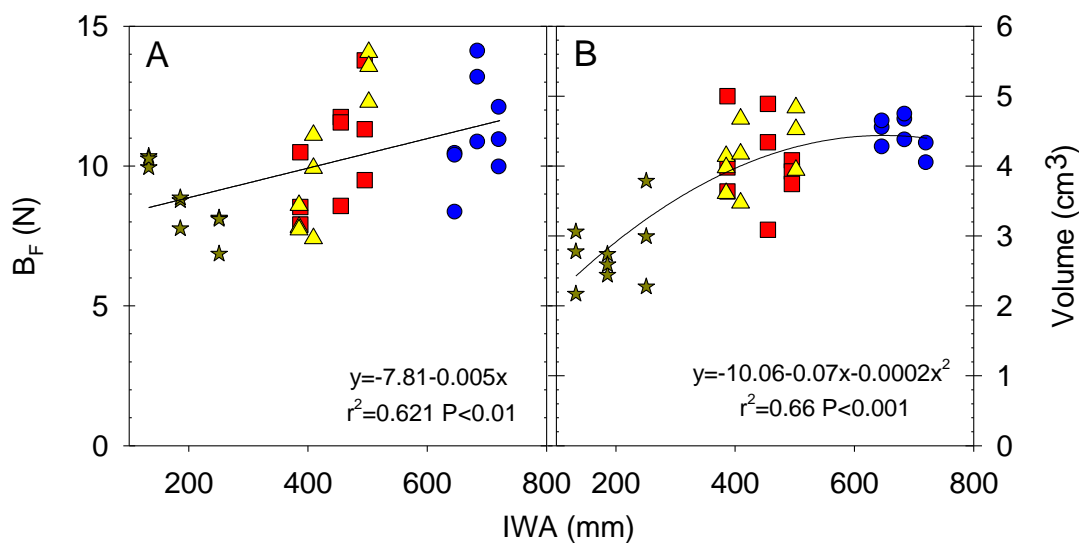 A
B
15
10
5
0
B_F (N)
y=-7.81-0.005x
r²=0.621 P<0.01
y=-10.06-0.07x-0.0002x²
r²=0.66 P<0.001
6
5
4
3
2
1
0
Volume (cm³)
200 400 600 800
200 400 600 800
IWA (mm)